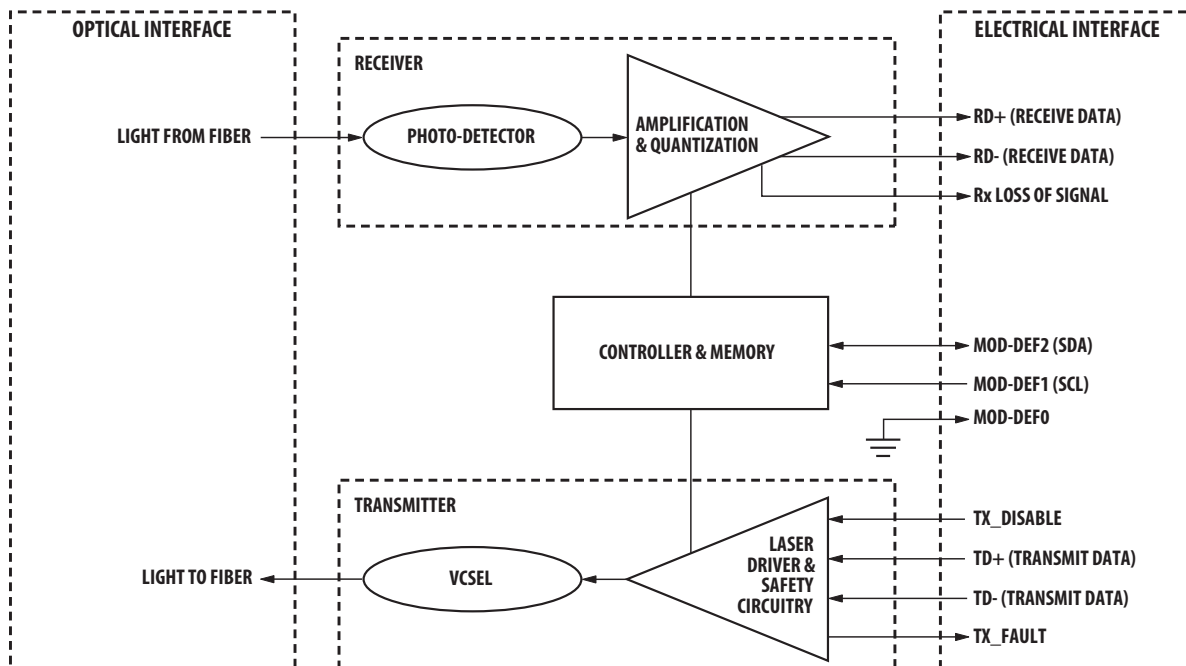 OPTICAL INTERFACE
ELECTRICAL INTERFACE
RECEIVER
LIGHT FROM FIBER
PHOTO-DETECTOR
AMPLIFICATION
& QUANTIZATION
RD+ (RECEIVE DATA)
RD- (RECEIVE DATA)
Rx LOSS OF SIGNAL
CONTROLLER & MEMORY
MOD-DEF2 (SDA)
MOD-DEF1 (SCL)
MOD-DEF0
TRANSMITTER
LIGHT TO FIBER
VCSEL
LASER
DRIVER &
SAFETY
CIRCUITRY
TX_DISABLE
TD+ (TRANSMIT DATA)
TD- (TRANSMIT DATA)
TX_FAULT